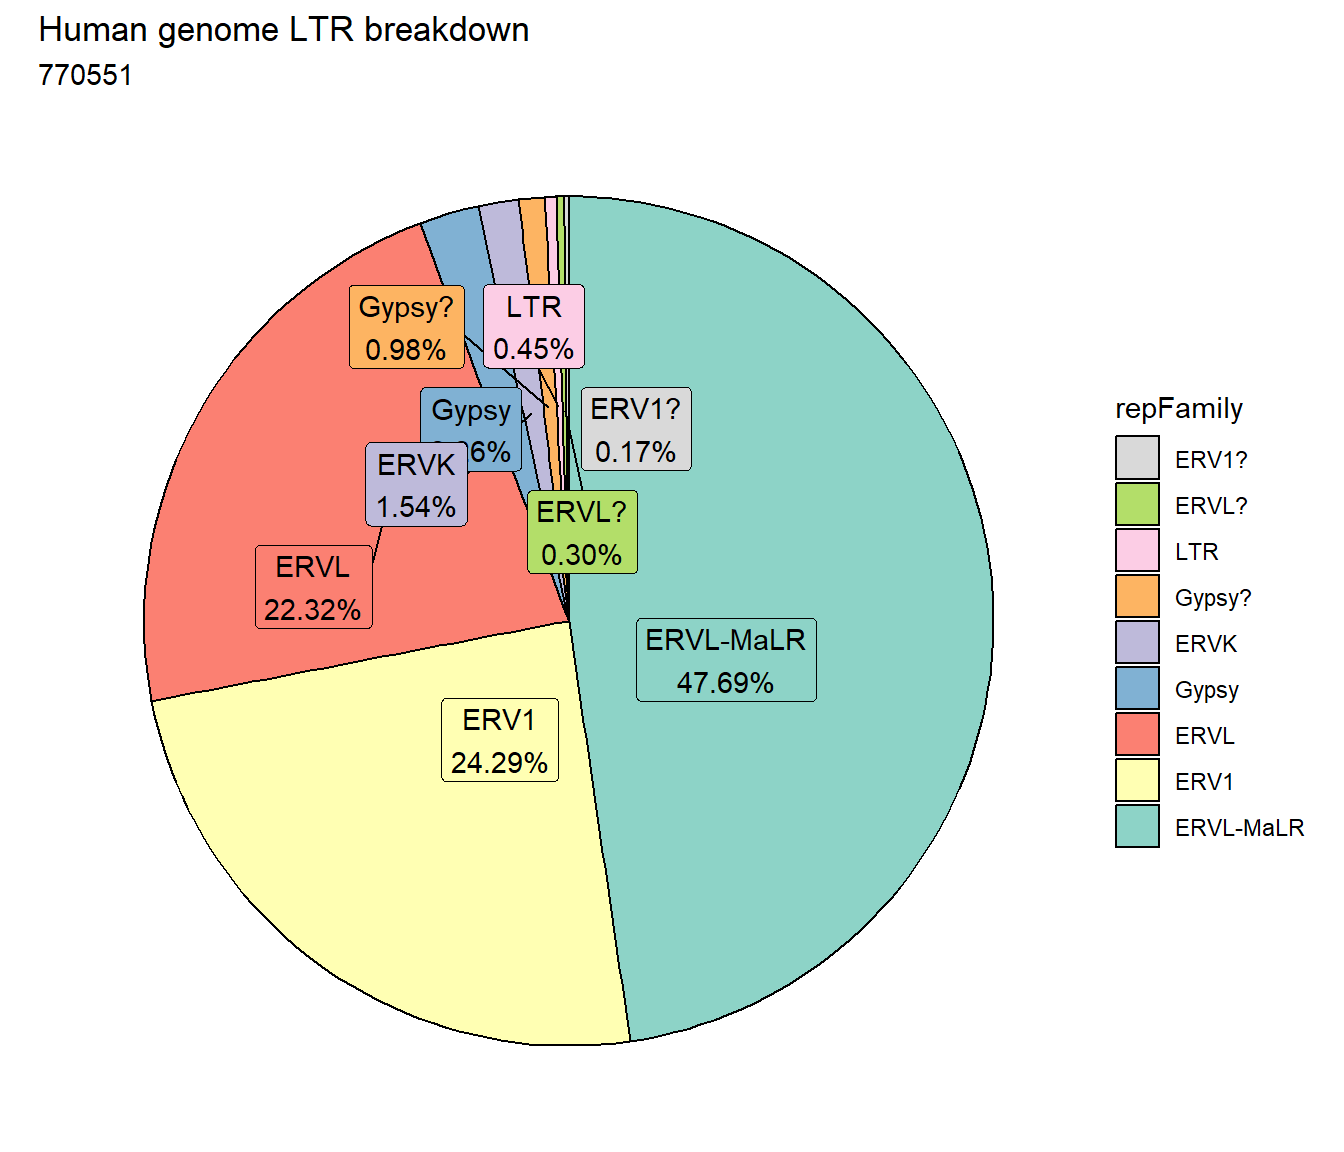 Human genome LTR breakdown
770551
Gypsy?
0.98%
LTR
0.45%
Gypsy
6%
ERV1?
0.17%
ERVK
1.54%
ERVL?
0.30%
ERVL
22.32%
ERVL-MaLR
47.69%
ERV1
24.29%
repFamily
ERV1?
ERVL?
LTR
Gypsy?
ERVK
Gypsy
ERVL
ERV1
ERVL-MaLR